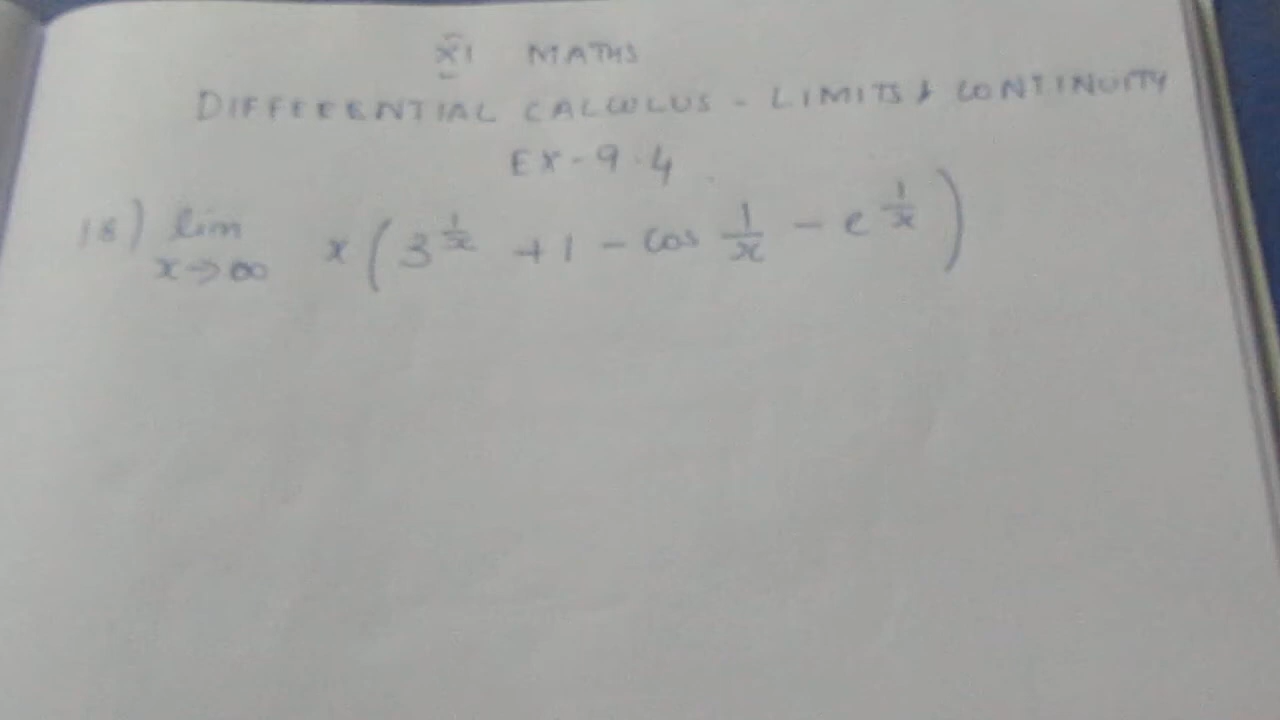 XI MATHS
DIFFERENTIAL CALCULUS - LIMITS & CONTINUITY
EX - 9.4
18) lim x→∞ x(3^(1/x) + 1 - cos 1/x - e^(1/x))